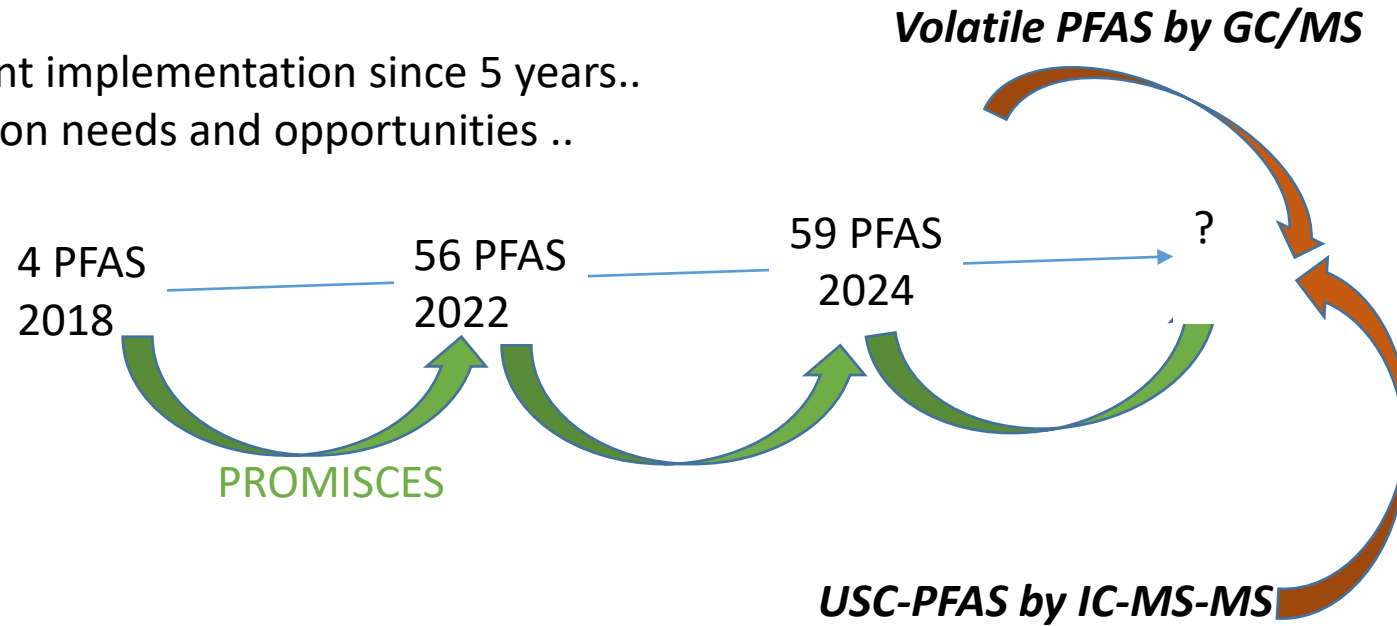 Volatile PFAS by GC/MS
nt implementation since 5 years..
on needs and opportunities ..
4 PFAS
2018
56 PFAS
2022
59 PFAS
2024
?
PROMISCES
USC-PFAS by IC-MS-MS